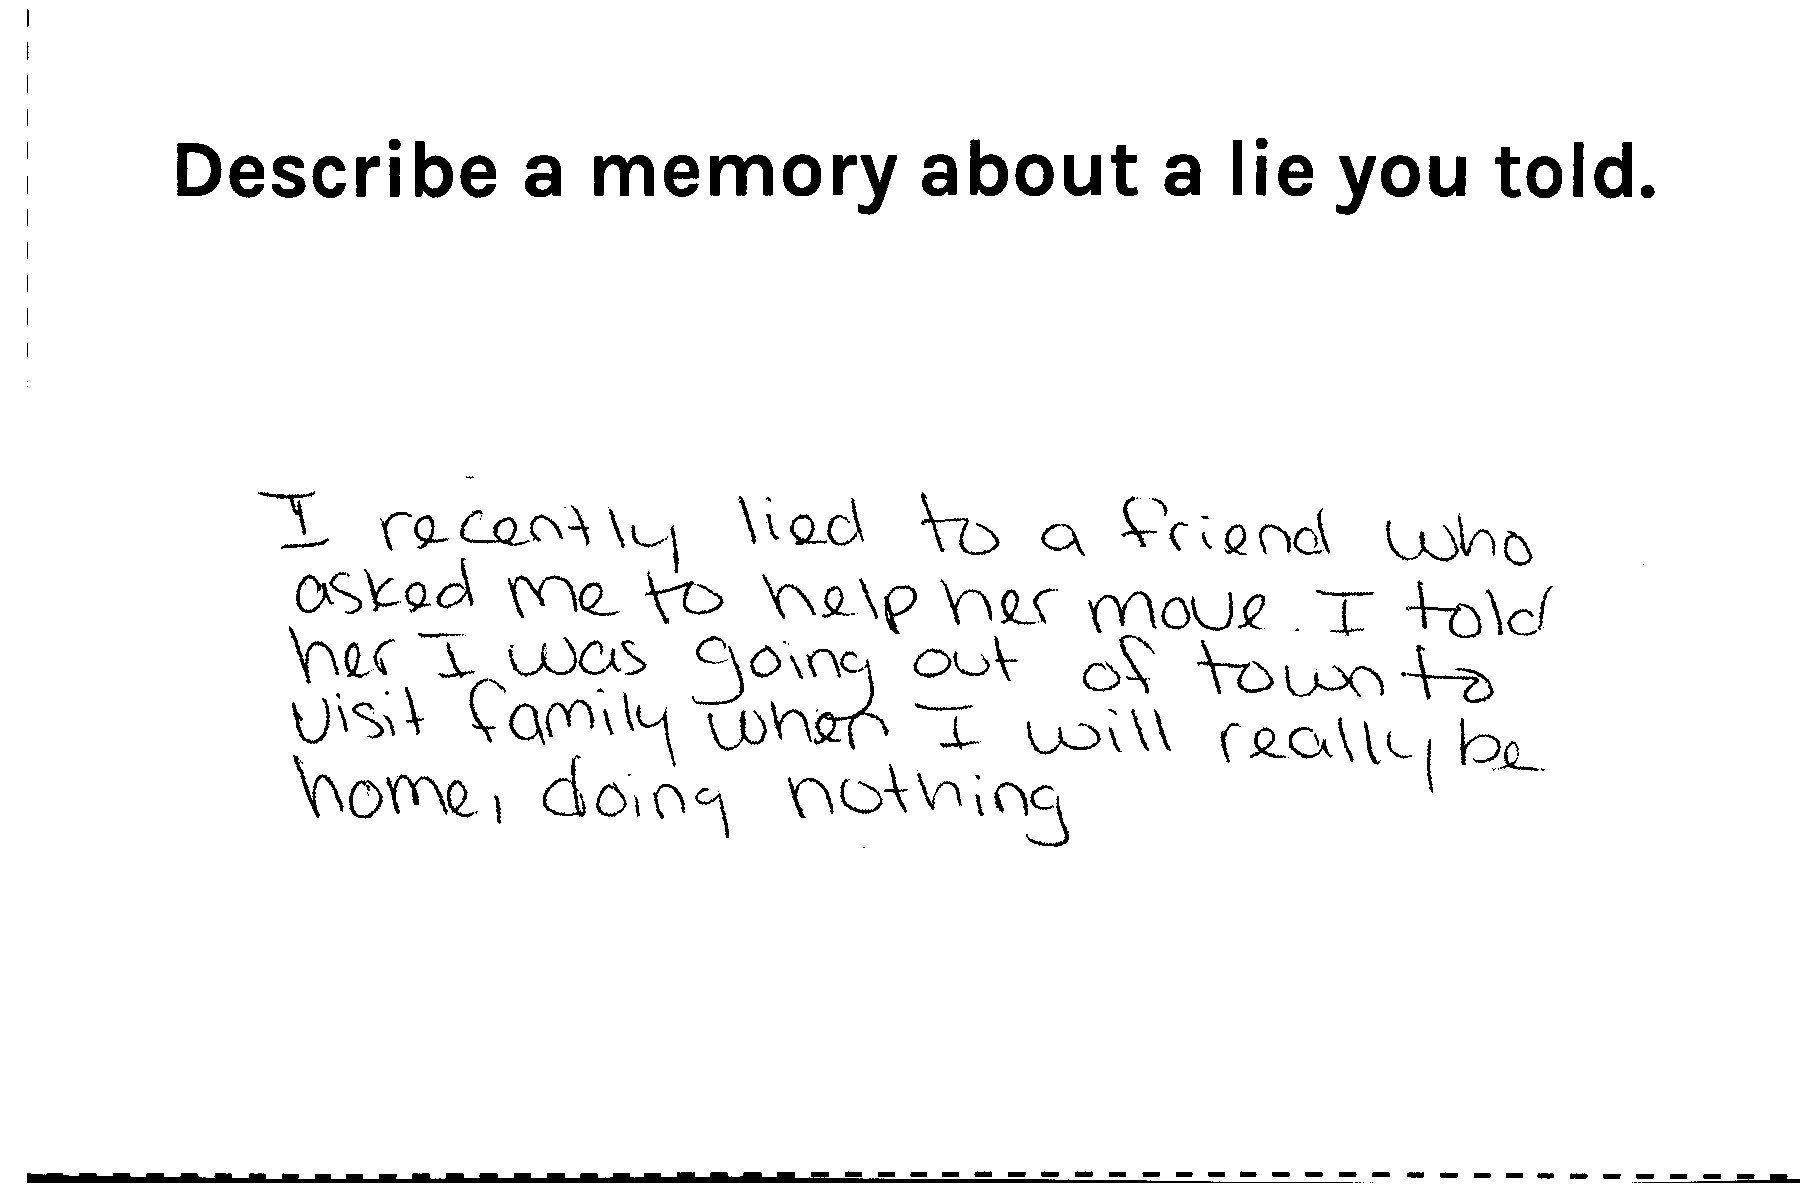 Describe a memory about a lie you told.
I recently lied to a friend who
asked me to help her move. I told
her I was going out of town to
visit family when I will really be
home, doing nothing